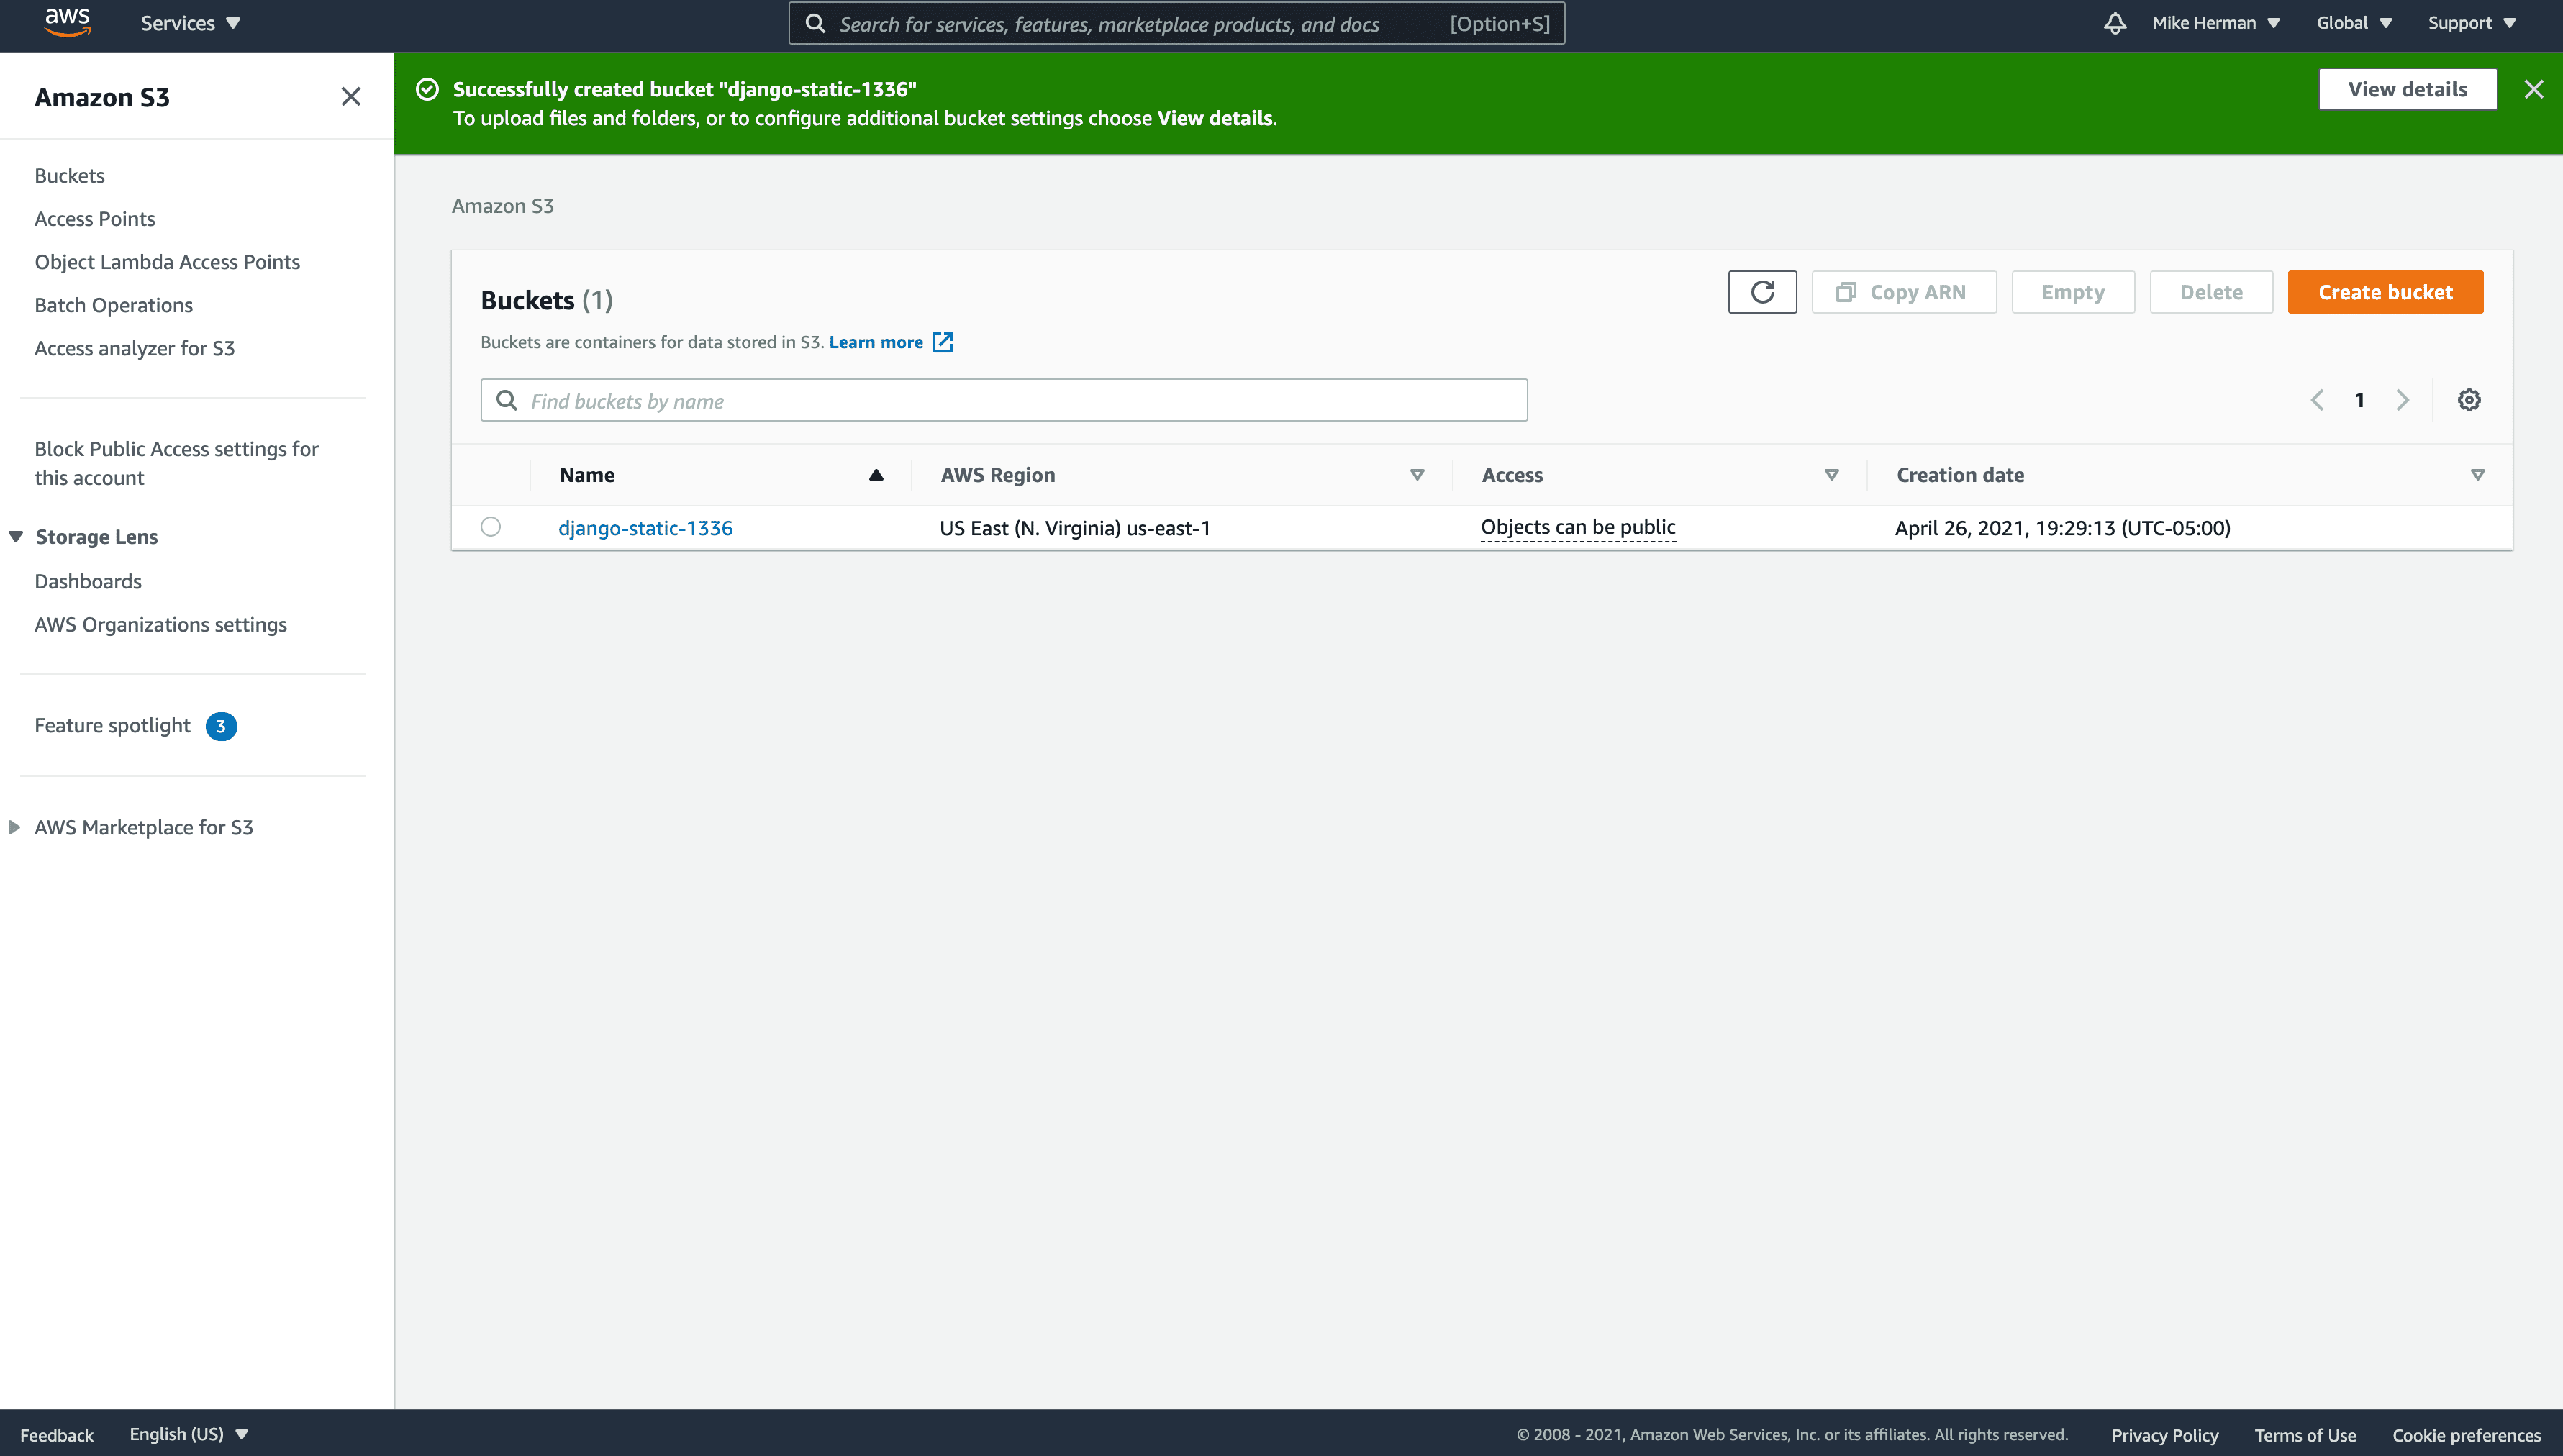 aws
Services
Search for services, features, marketplace products, and docs [Option+S]
Mike Herman
Global
Support
Amazon S3
Buckets
Access Points
Object Lambda Access Points
Batch Operations
Access analyzer for S3
Block Public Access settings for
this account
Storage Lens
Dashboards
AWS Organizations settings
Feature spotlight 3
AWS Marketplace for S3
Successfully created bucket "django-static-1336"
To upload files and folders, or to configure additional bucket settings choose View details.
View details
Amazon S3
Buckets (1)
Copy ARN
Empty
Delete
Create bucket
Buckets are containers for data stored in S3. Learn more
Find buckets by name
1
Name AWS Region Access Creation date
django-static-1336 US East (N. Virginia) us-east-1 Objects can be public April 26, 2021, 19:29:13 (UTC-05:00)
Feedback English (US) © 2008 - 2021, Amazon Web Services, Inc. or its affiliates. All rights reserved. Privacy Policy Terms of Use Cookie preferences